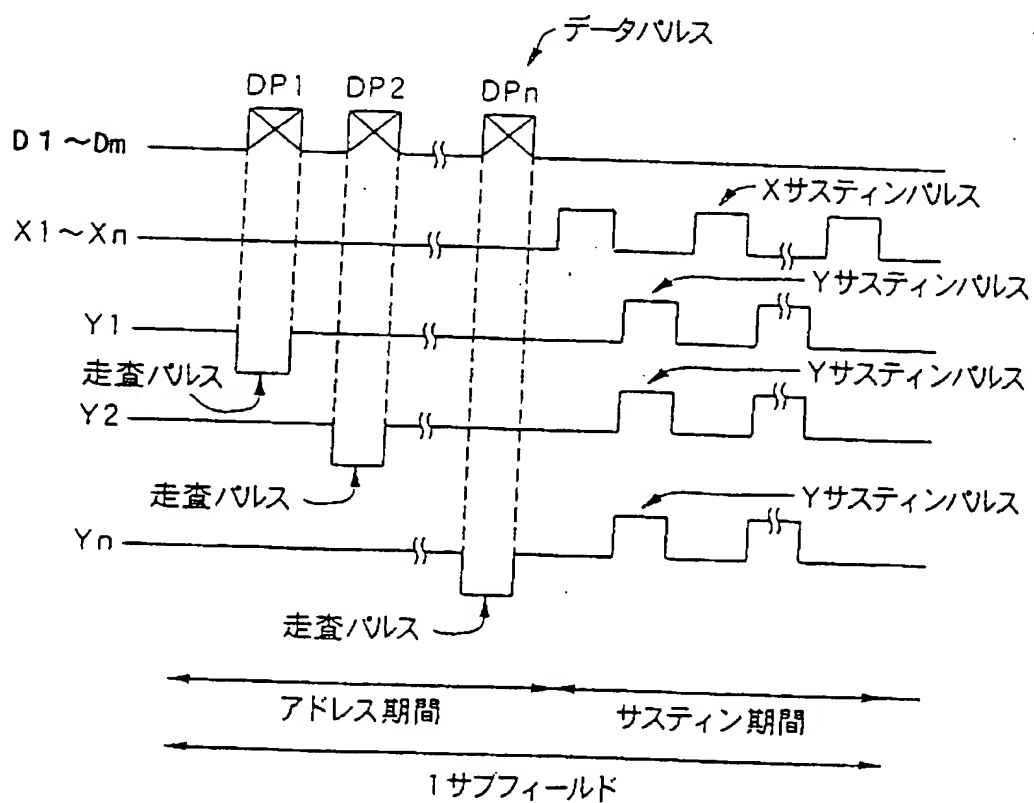 データパルス
DP1 DP2 DPn
D1～Dm
Xサスティンパルス
X1～Xn
Yサスティンパルス
Y1
走査パルス
Yサスティンパルス
Y2
走査パルス
Yサスティンパルス
Yn
走査パルス
アドレス期間 サスティン期間
1サブフィールド